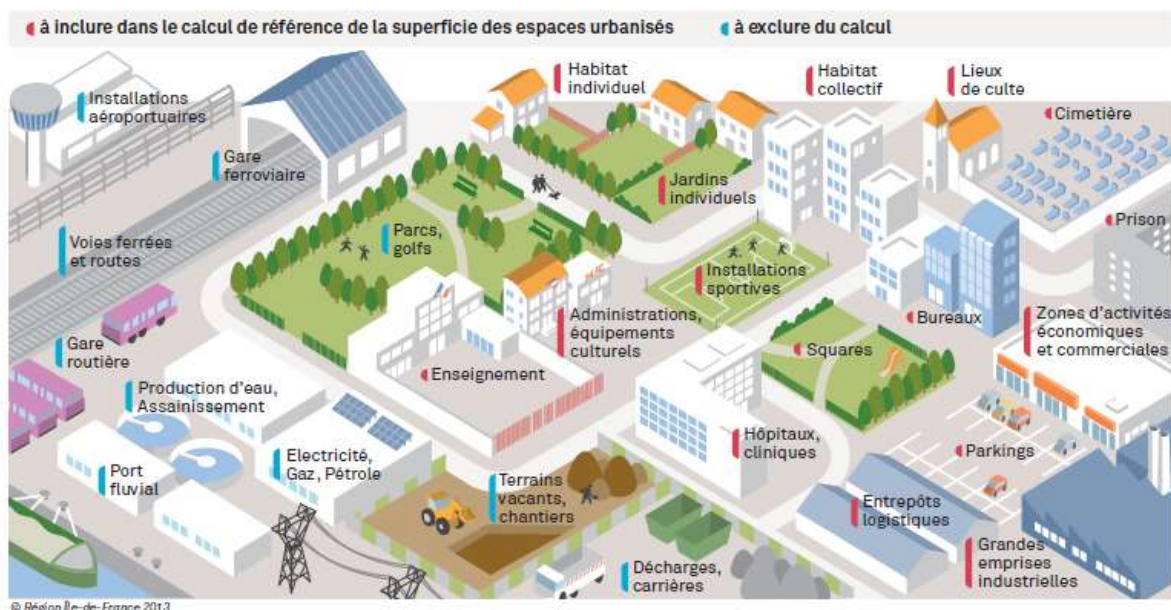 à inclure dans le calcul de référence de la superficie des espaces urbanisés
à exclure du calcul
Installations
aéroportuaires
Habitat
individuel
Habitat
collectif
Lieux
de culte
Cimetière
Gare
ferroviaire
Jardins
individuels
Prison
Voies ferrées
et routes
Parcs,
golfs
Installations
sportives
Administrations,
équipements
culturels
Bureaux
Zones d'activités
économiques
et commerciales
Gare
routière
Enseignement
Squares
Production d'eau,
Assainissement
Hôpitaux,
cliniques
Parkings
Port
fluvial
Electricité,
Gaz, Pétrole
Terrains
vacants,
chantiers
Entrepôts
logistiques
Décharges,
carrières
Grandes
emprises
industrielles
© Région Île-de-France 2013